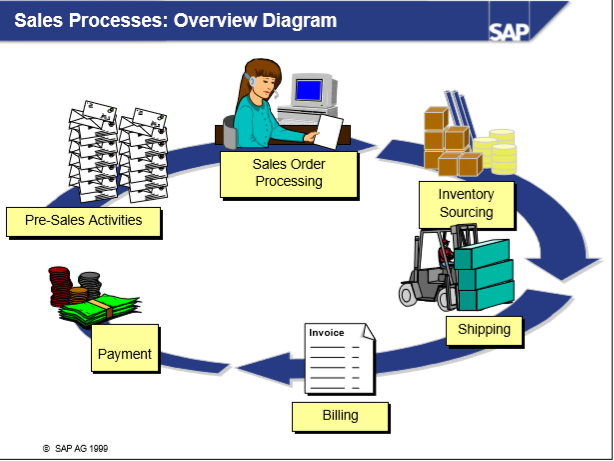 Sales Processes: Overview Diagram
SAP
Sales Order
Processing
Inventory
Sourcing
Pre-Sales Activities
Shipping
Invoice
Payment
Billing
© SAP AG 1999